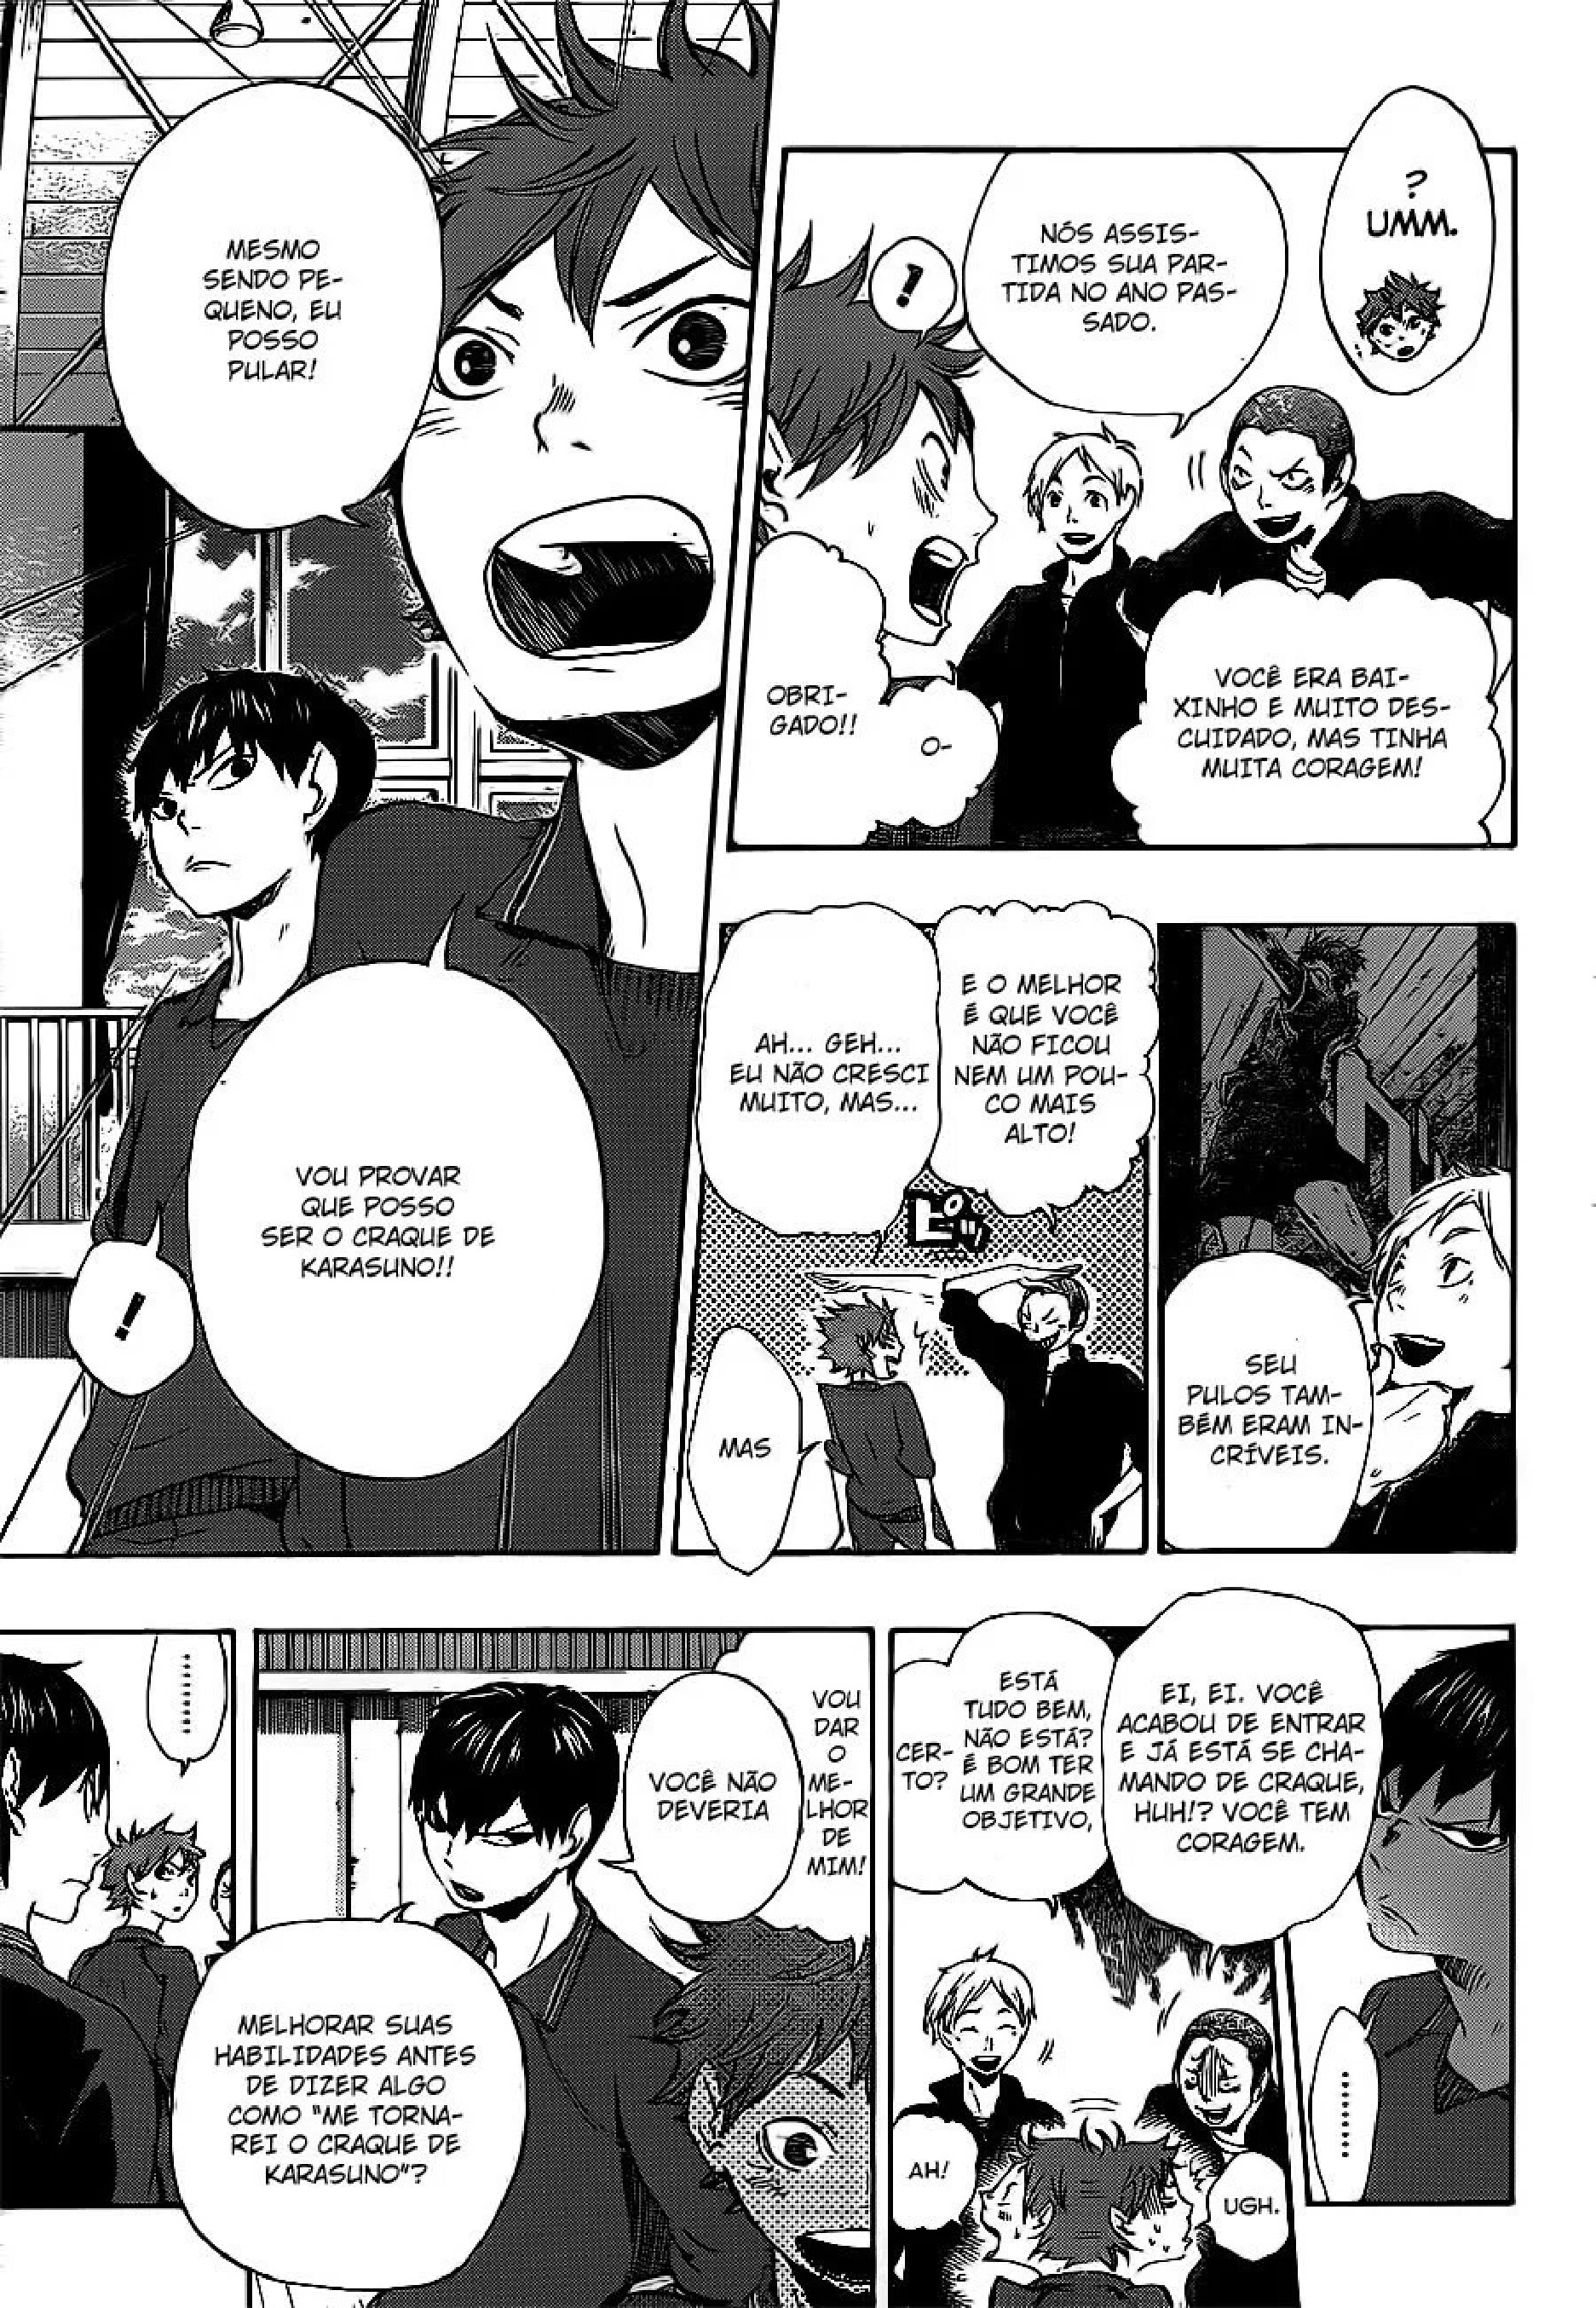 ?
UMM.
NÓS ASSIS-
TIMOS SUA PAR-
TIDA NO ANO PAS-
SADO.
!
VOCÊ ERA BAI-
XINHO E MUITO DES-
CUIDADO, MAS TINHA
MUITA CORAGEM!
O-
OBRI-
GADO!!
SEU
PULOS TAM-
BÉM ERAM IN-
CRÍVEIS.
E O MELHOR
É QUE VOCÊ
NÃO FICOU
NEM UM POU-
CO MAIS
ALTO!
AH... GEH...
EU NÃO CRESCI
MUITO, MAS...
ピッ
MAS
MESMO
SENDO PE-
QUENO, EU
POSSO
PULAR!
VOU PROVAR
QUE POSSO
SER O CRAQUE DE
KARASUNO!!
!
.........
EI, EI. VOCÊ
ACABOU DE ENTRAR
E JÁ ESTÁ SE CHA-
MANDO DE CRAQUE,
HUH!? VOCÊ TEM
CORAGEM.
ESTÁ
TUDO BEM,
NÃO ESTÁ?
É BOM TER
UM GRANDE
OBJETIVO,
CER-
TO?
UGH.
AH!
VOU
DAR
O
ME-
LHOR
DE
MIM!
VOCÊ NÃO
DEVERIA
MELHORAR SUAS
HABILIDADES ANTES
DE DIZER ALGO
COMO "ME TORNA-
REI O CRAQUE DE
KARASUNO"?
.........